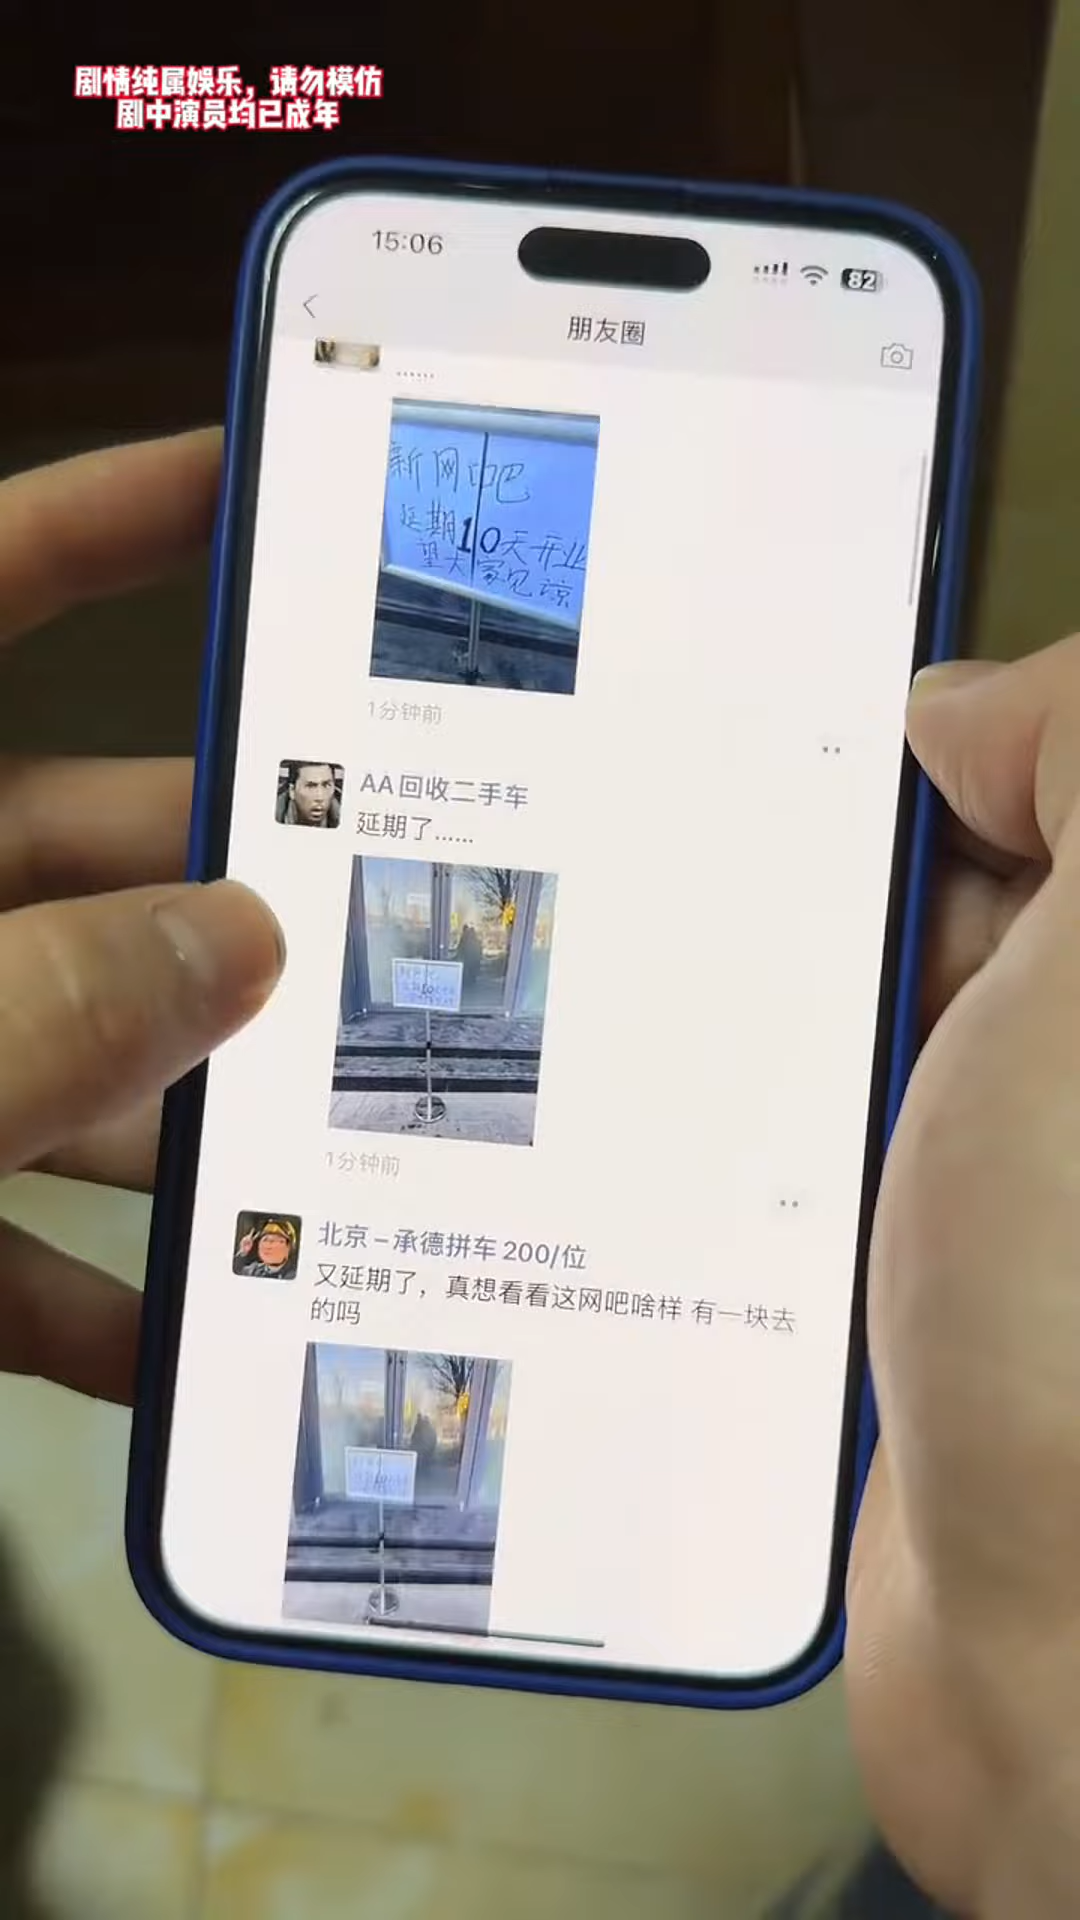 剧情纯属娱乐，请勿模仿
剧中演员均已成年
15:06
82
朋友圈
......
新网吧
延期10天开业
望大家见谅
1分钟前
AA回收二手车
延期了......
1分钟前
北京–承德拼车200/位
又延期了，真想看看这网吧啥样 有一块去
的吗